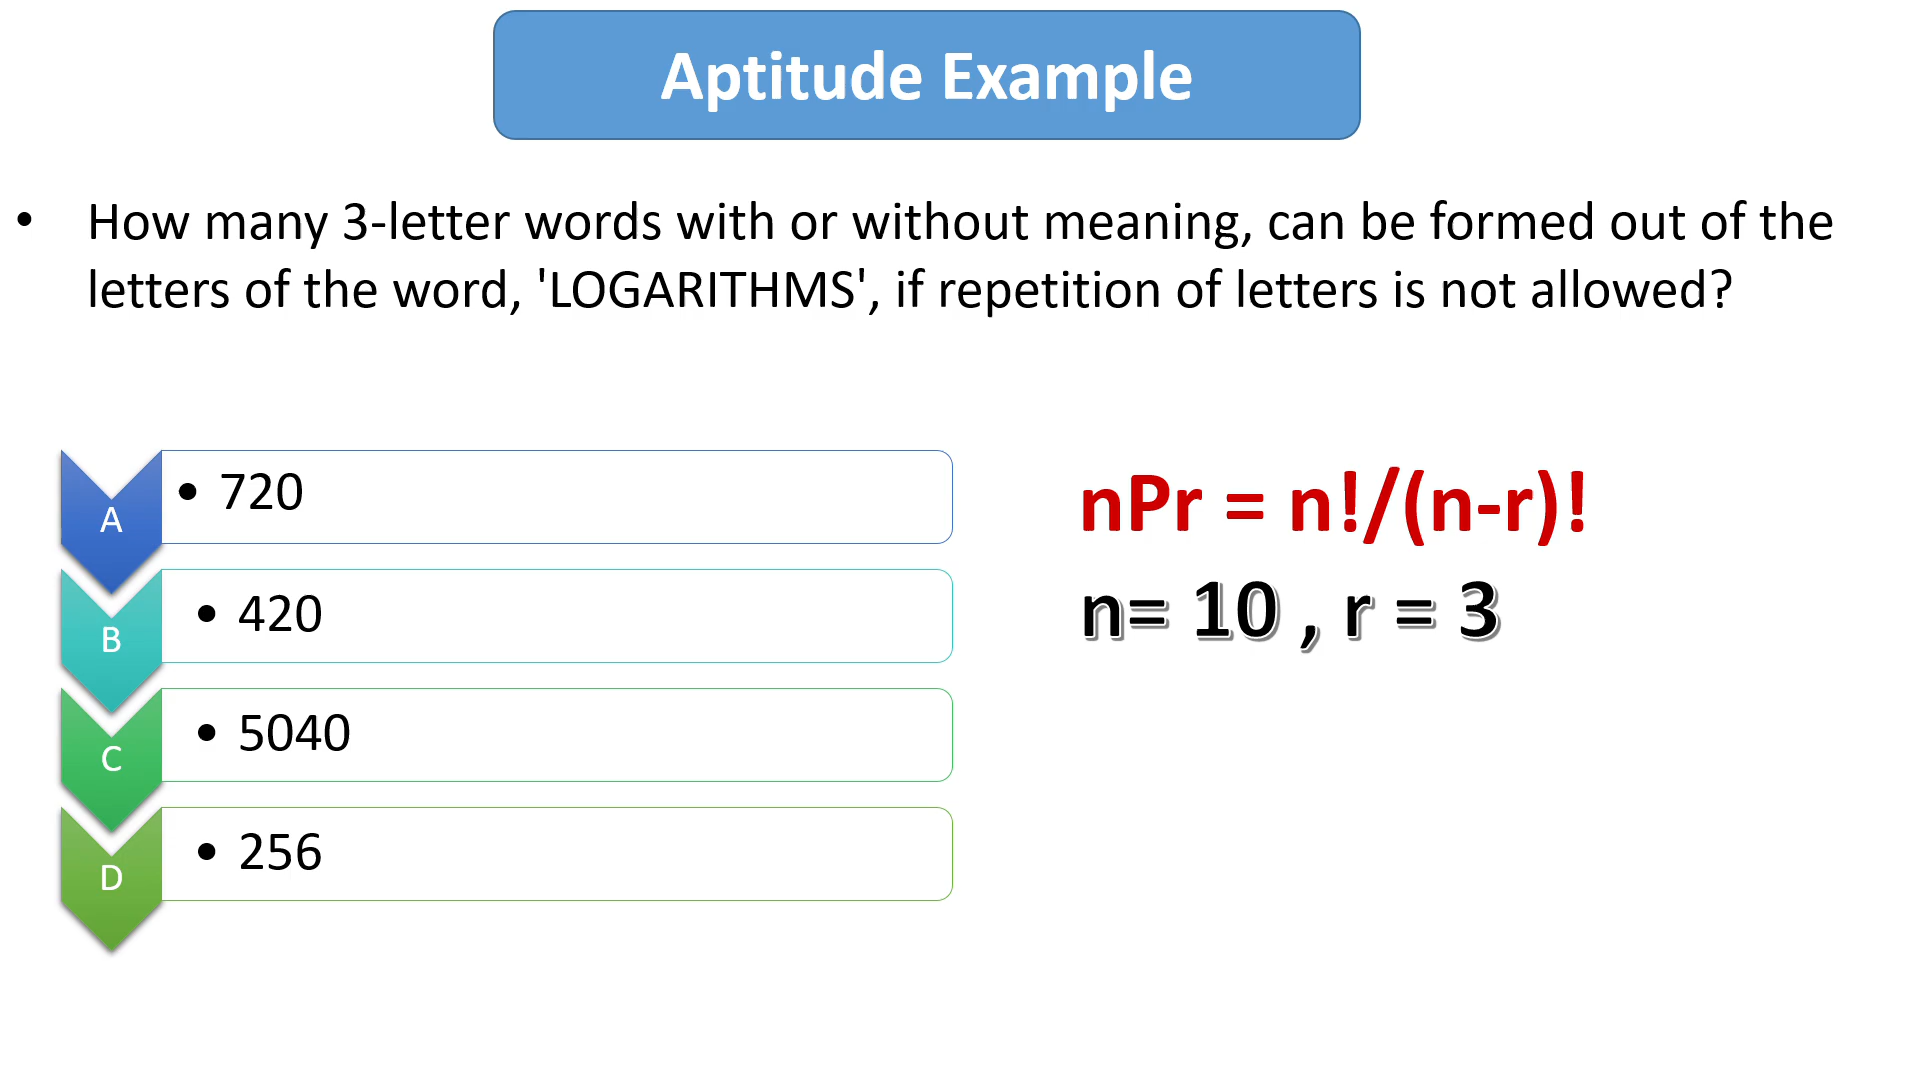 Aptitude Example
• How many 3-letter words with or without meaning, can be formed out of the
letters of the word, 'LOGARITHMS', if repetition of letters is not allowed?
A
• 720
B
• 420
C
• 5040
D
• 256
nPr = n!/(n-r)!
n= 10 , r = 3